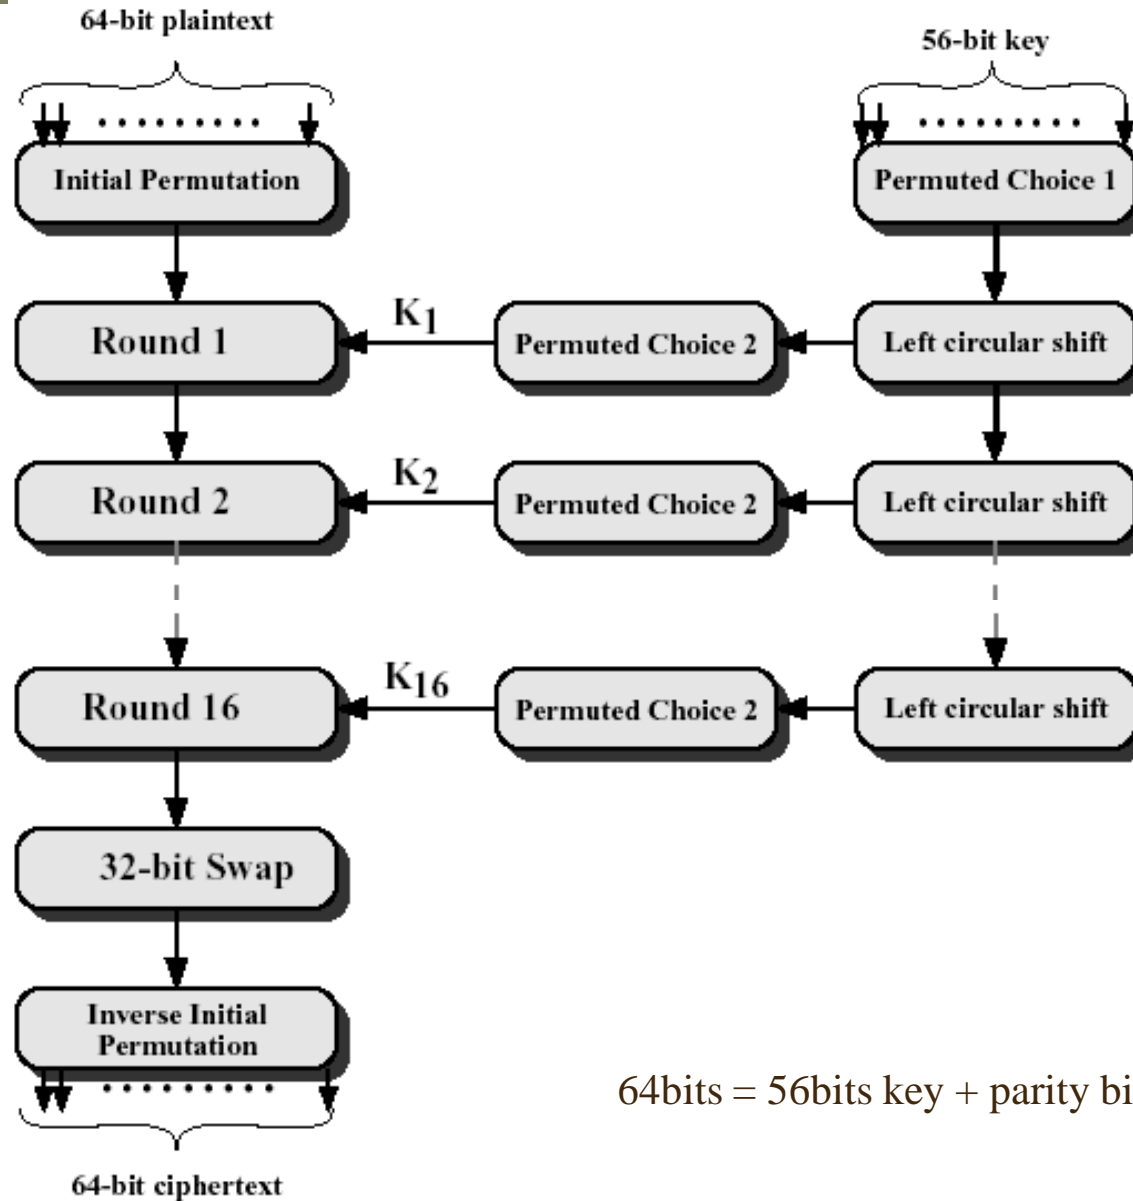 64-bit plaintext
56-bit key
Initial Permutation
Permuted Choice 1
Round 1
K1
Permuted Choice 2
Left circular shift
Round 2
K2
Permuted Choice 2
Left circular shift
Round 16
K16
Permuted Choice 2
Left circular shift
32-bit Swap
Inverse Initial
Permutation
64bits = 56bits key + parity
64-bit ciphertext